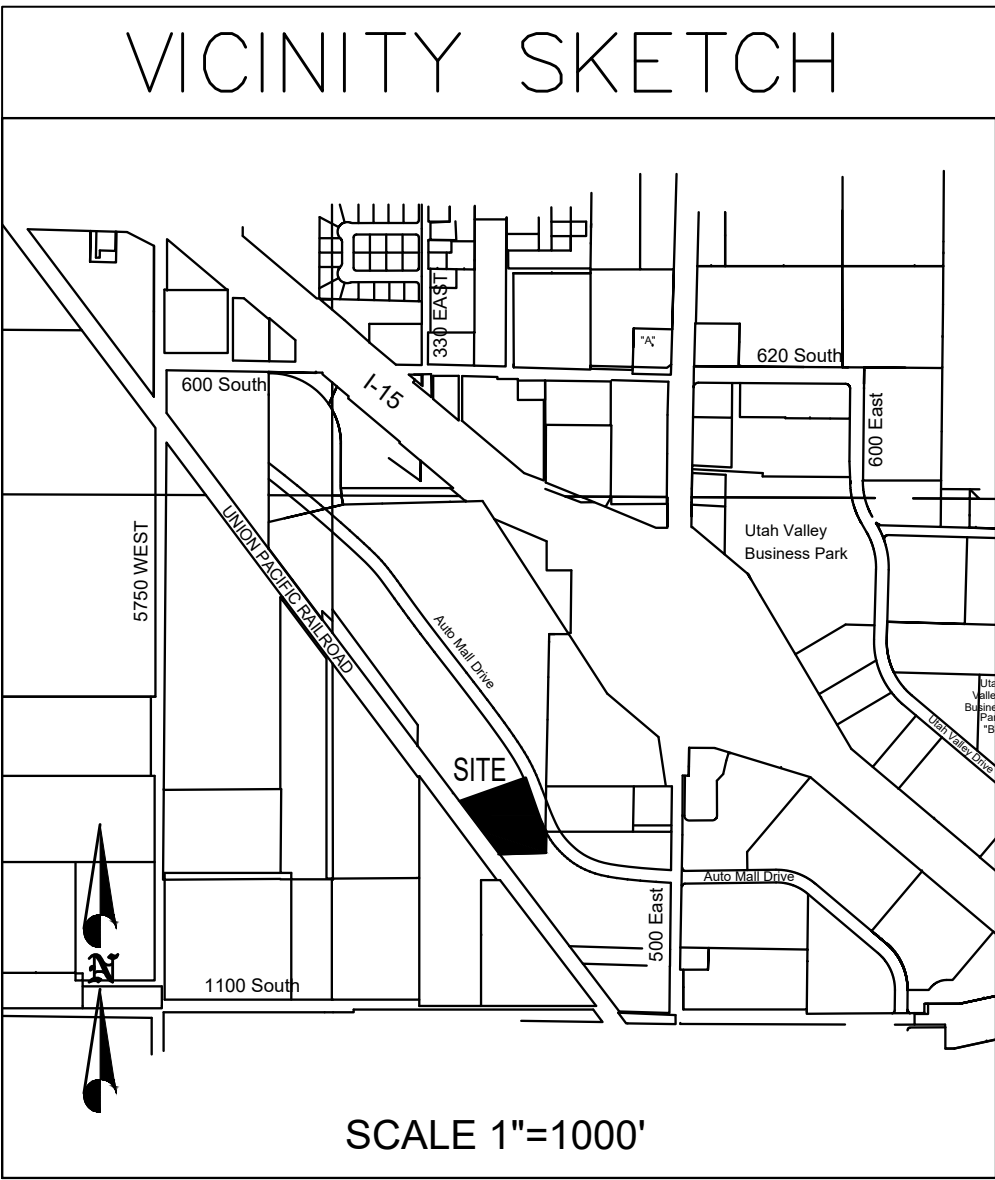 VICINITY SKETCH
330 EAST
"A"
620 South
600 South
I-15
600 East
5750 WEST
UNION PACIFIC RAILROAD
Utah Valley
Business Park
Auto Mall Drive
Utah Valley Drive
SITE
Auto Mall Drive
500 East
N
1100 South
SCALE 1"=1000'